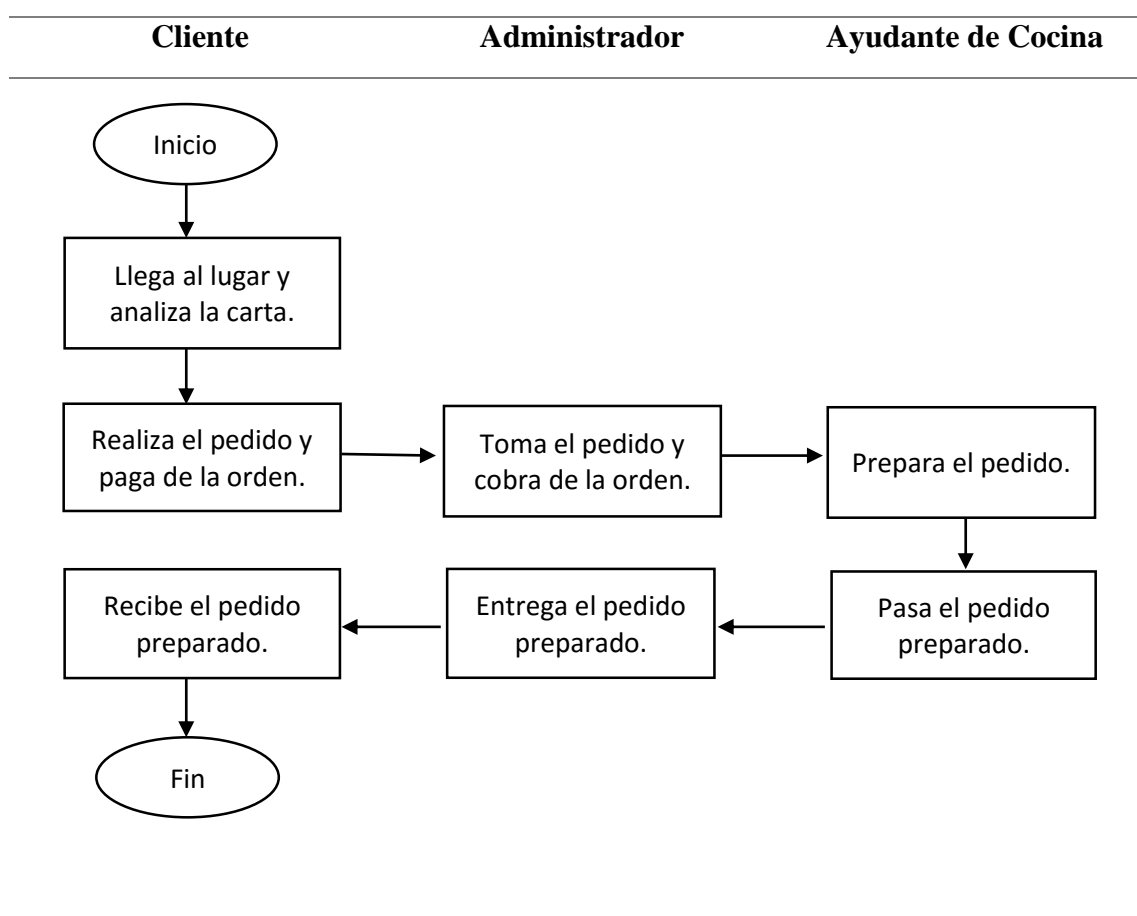 Cliente Administrador Ayudante de Cocina
Inicio
Llega al lugar y
analiza la carta.
Realiza el pedido y
paga de la orden.
Toma el pedido y
cobra de la orden.
Prepara el pedido.
Pasa el pedido
preparado.
Entrega el pedido
preparado.
Recibe el pedido
preparado.
Fin